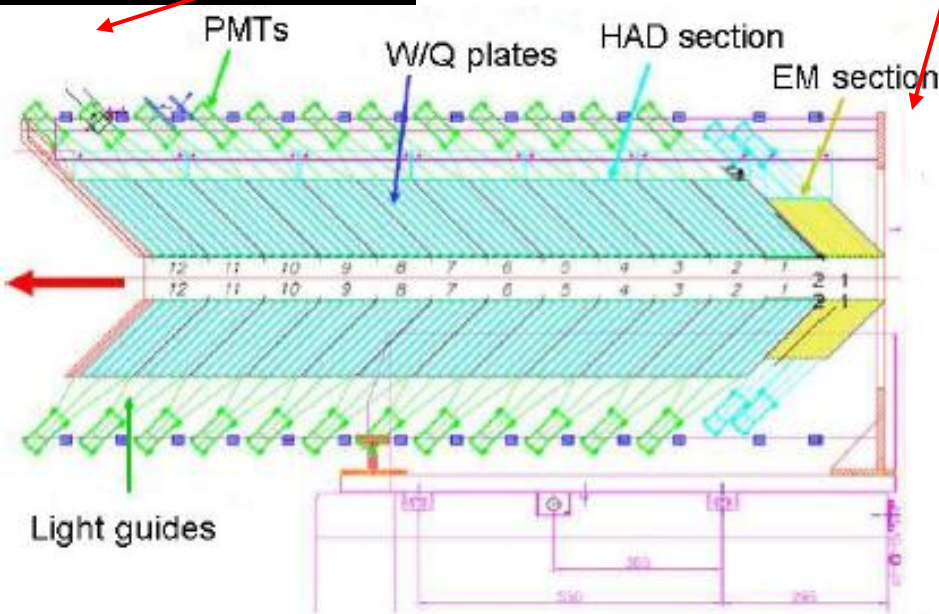 PMTs
W/Q plates
HAD section
EM section
12 11 10 9 8 7 6 5 4 3 2 1
2 1
12 11 10 9 8 7 6 5 4 3 2 1
2 1
Light guides
550